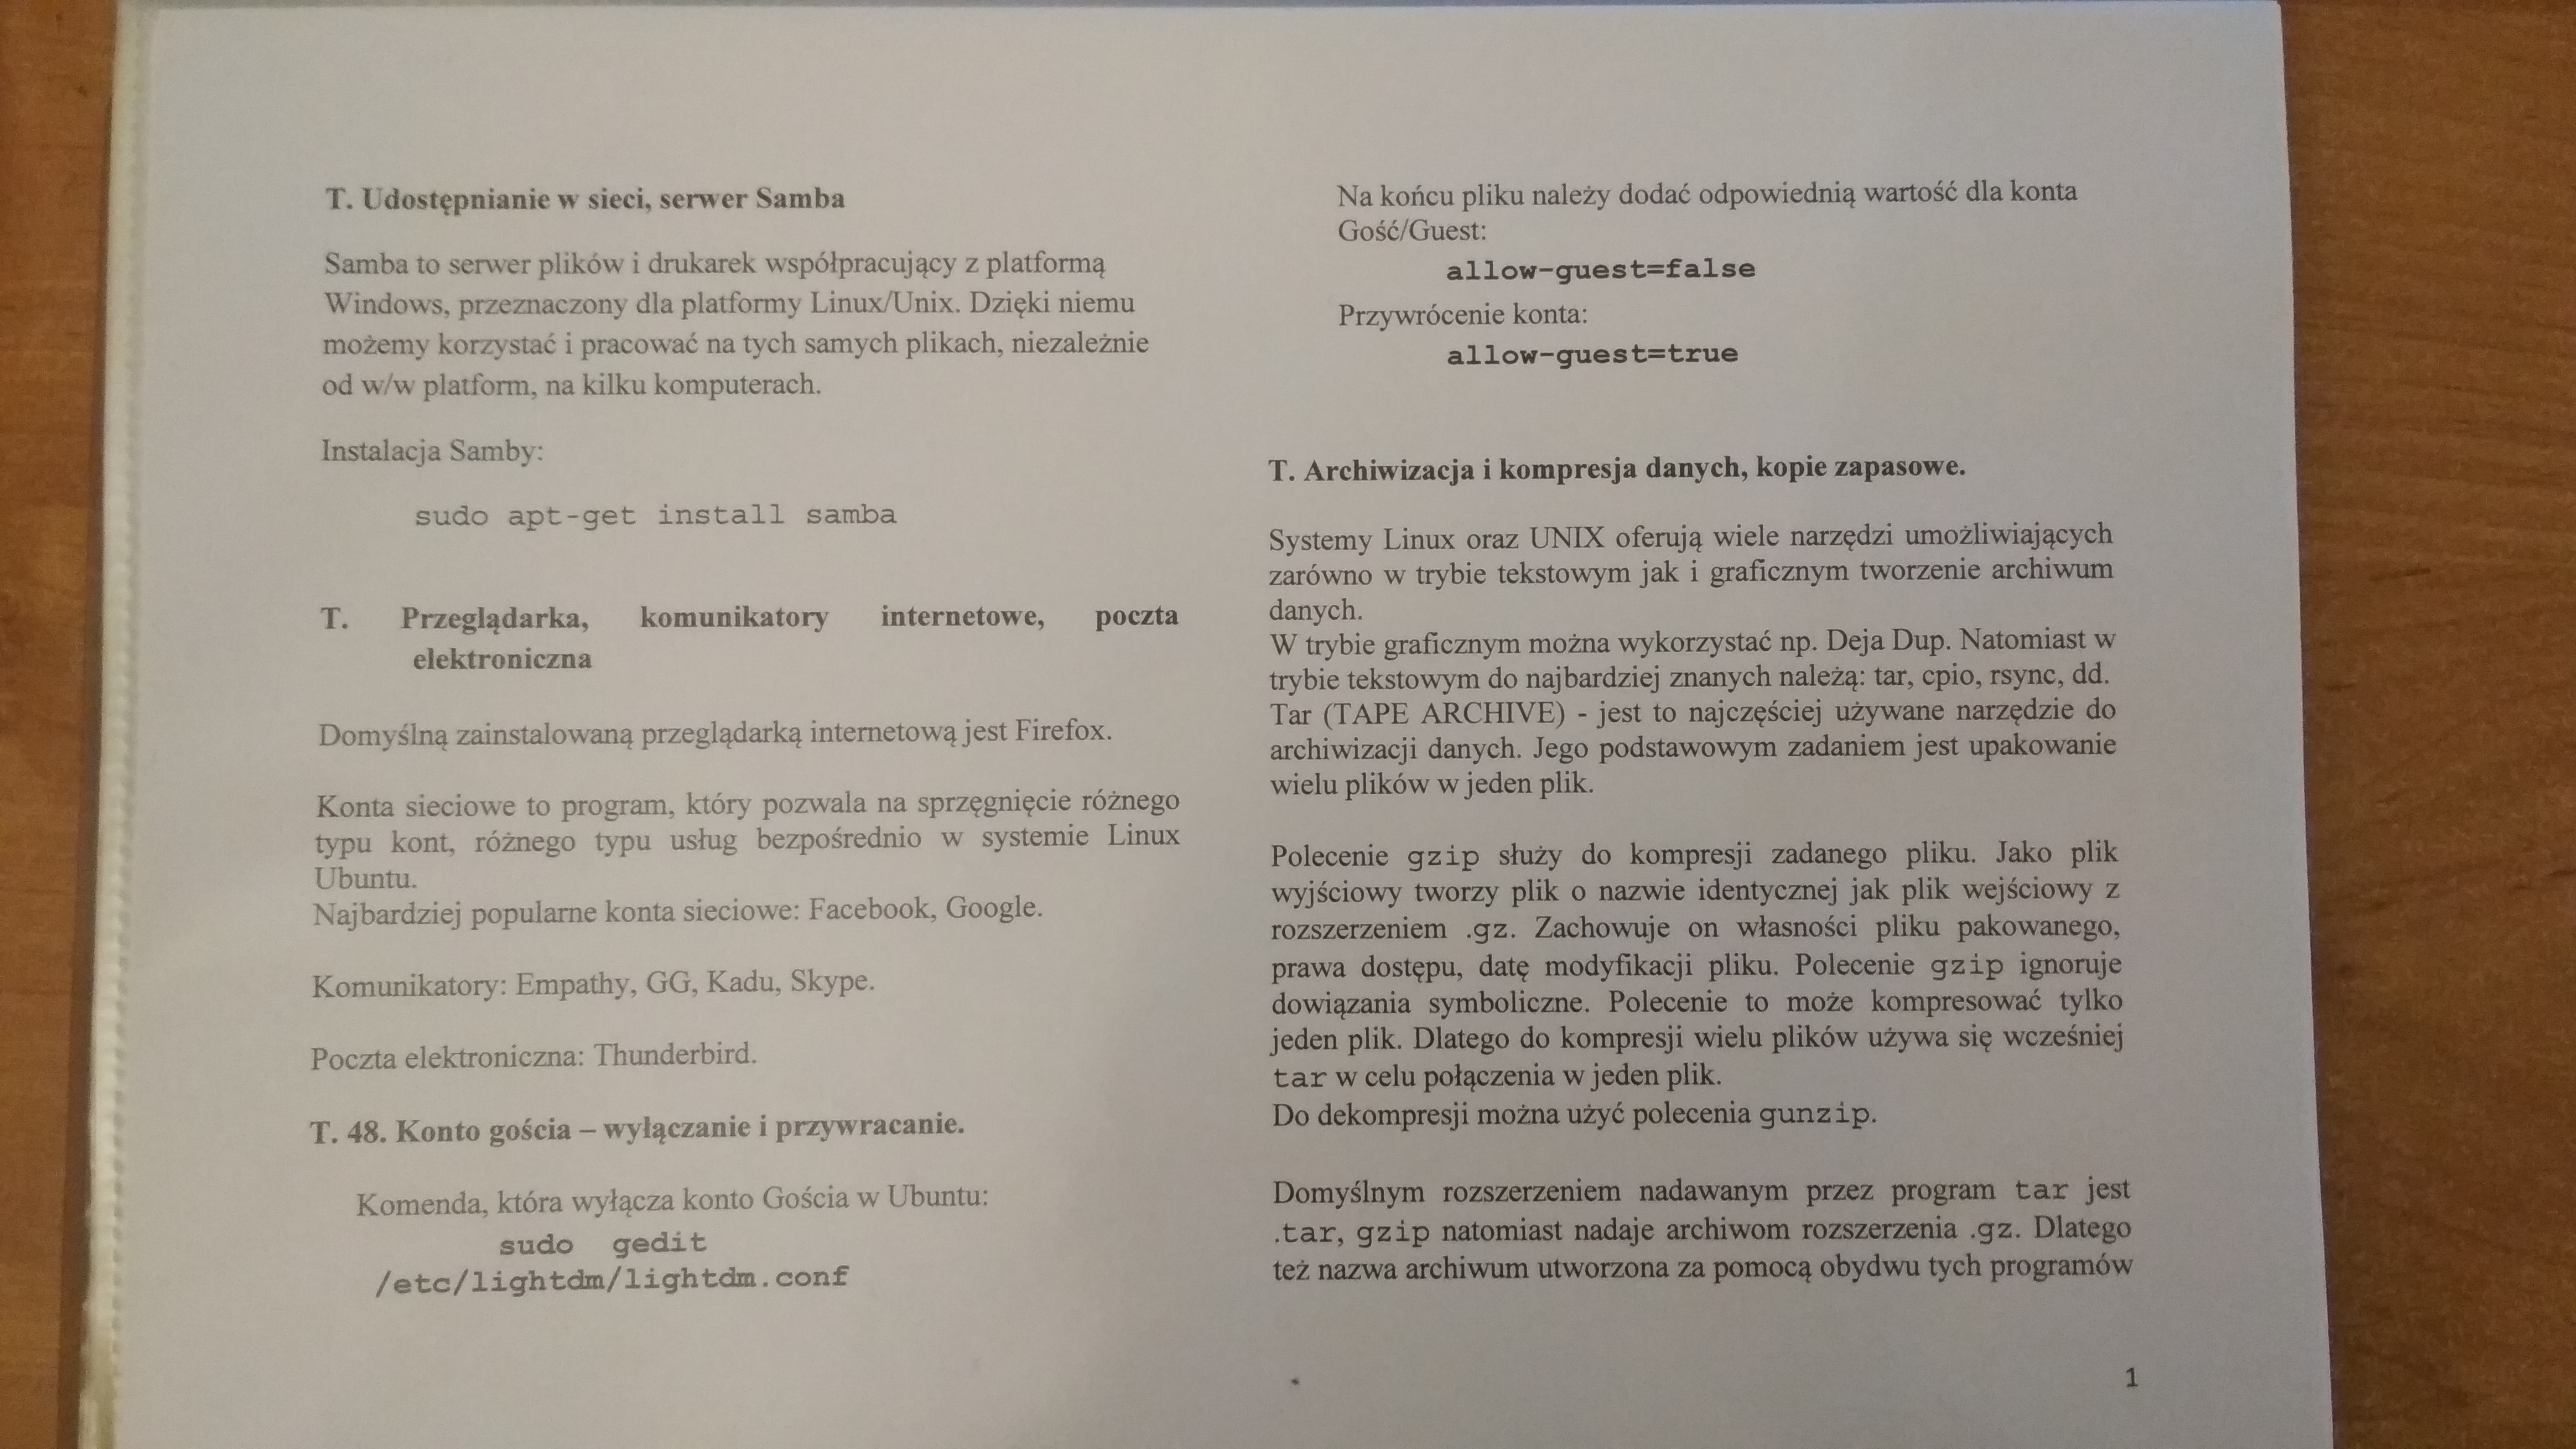 T. Udostępnianie w sieci, serwer Samba
Samba to serwer plików i drukarek współpracujący z platformą
Windows, przeznaczony dla platformy Linux/Unix. Dzięki niemu
możemy korzystać i pracować na tych samych plikach, niezależnie
od w/w platform, na kilku komputerach.
Instalacja Samby:
sudo apt-get install samba
T. Przeglądarka, komunikatory internetowe, poczta
elektroniczna
Domyślną zainstalowaną przeglądarką internetową jest Firefox.
Konta sieciowe to program, który pozwala na sprzęgnięcie różnego
typu kont, różnego typu usług bezpośrednio w systemie Linux
Ubuntu.
Najbardziej popularne konta sieciowe: Facebook, Google.
Komunikatory: Empathy, GG, Kadu, Skype.
Poczta elektroniczna: Thunderbird.
T. 48. Konto gościa – wyłączanie i przywracanie.
Komenda, która wyłącza konto Gościa w Ubuntu:
sudo gedit
/etc/lightdm/lightdm.conf
Na końcu pliku należy dodać odpowiednią wartość dla konta
Gość/Guest:
allow-guest=false
Przywrócenie konta:
allow-guest=true
T. Archiwizacja i kompresja danych, kopie zapasowe.
Systemy Linux oraz UNIX oferują wiele narzędzi umożliwiających
zarówno w trybie tekstowym jak i graficznym tworzenie archiwum
danych.
W trybie graficznym można wykorzystać np. Deja Dup. Natomiast w
trybie tekstowym do najbardziej znanych należą: tar, cpio, rsync, dd.
Tar (TAPE ARCHIVE) - jest to najczęściej używane narzędzie do
archiwizacji danych. Jego podstawowym zadaniem jest upakowanie
wielu plików w jeden plik.
Polecenie gzip służy do kompresji zadanego pliku. Jako plik
wyjściowy tworzy plik o nazwie identycznej jak plik wejściowy z
rozszerzeniem .gz. Zachowuje on własności pliku pakowanego,
prawa dostępu, datę modyfikacji pliku. Polecenie gzip ignoruje
dowiązania symboliczne. Polecenie to może kompresować tylko
jeden plik. Dlatego do kompresji wielu plików używa się wcześniej
tar w celu połączenia w jeden plik.
Do dekompresji można użyć polecenia gunzip.
Domyślnym rozszerzeniem nadawanym przez program tar jest
.tar, gzip natomiast nadaje archiwom rozszerzenia .gz. Dlatego
też nazwa archiwum utworzona za pomocą obydwu tych programów
1